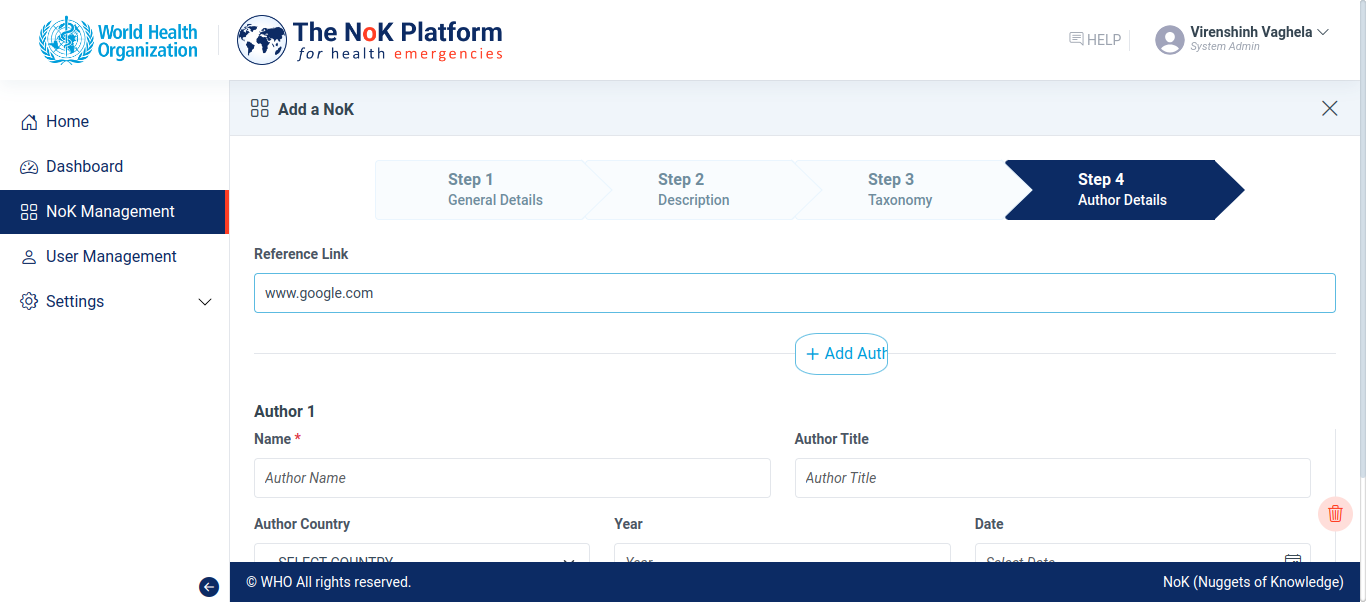 World Health
Organization
The NoK Platform
for health emergencies
HELP
Virenshinh Vaghela
System Admin
Home
Dashboard
NoK Management
User Management
Settings
Add a NoK
Step 1
General Details
Step 2
Description
Step 3
Taxonomy
Step 4
Author Details
Reference Link
www.google.com
+ Add Auth
Author 1
Name *
Author Title
Author Name
Author Title
Author Country
Year
Date
SELECT COUNTRY
Year
Select Date
© WHO All rights reserved.
NoK (Nuggets of Knowledge)